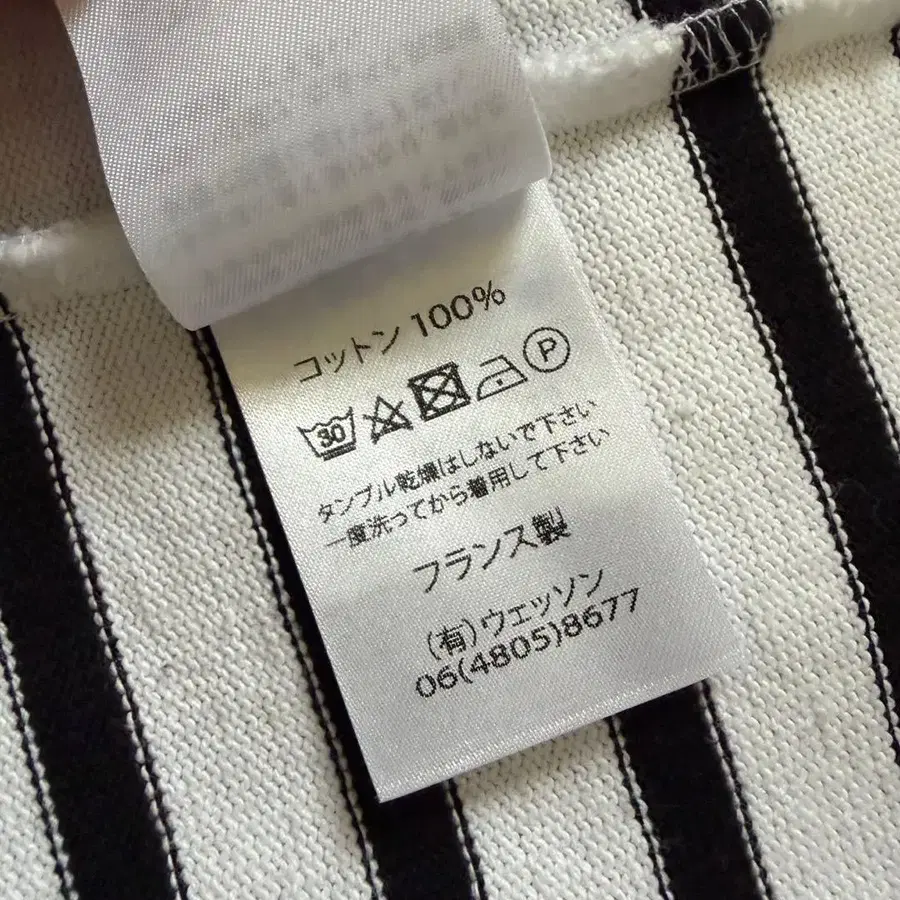 コットン 100%
30 P
タンブル乾燥はしないで下さい
一度洗ってから着用して下さい
フランス製
(有)ウェッソン
06(4805)8677